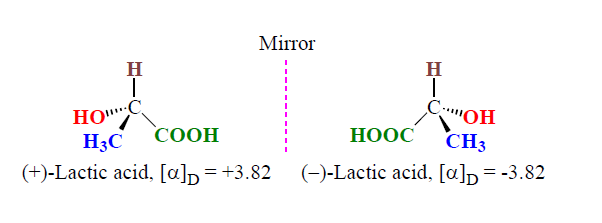 Mirror
H H
HO C C OH
H3C COOH HOOC CH3
(+)-Lactic acid, [α]D = +3.82 (−)-Lactic acid, [α]D = -3.82